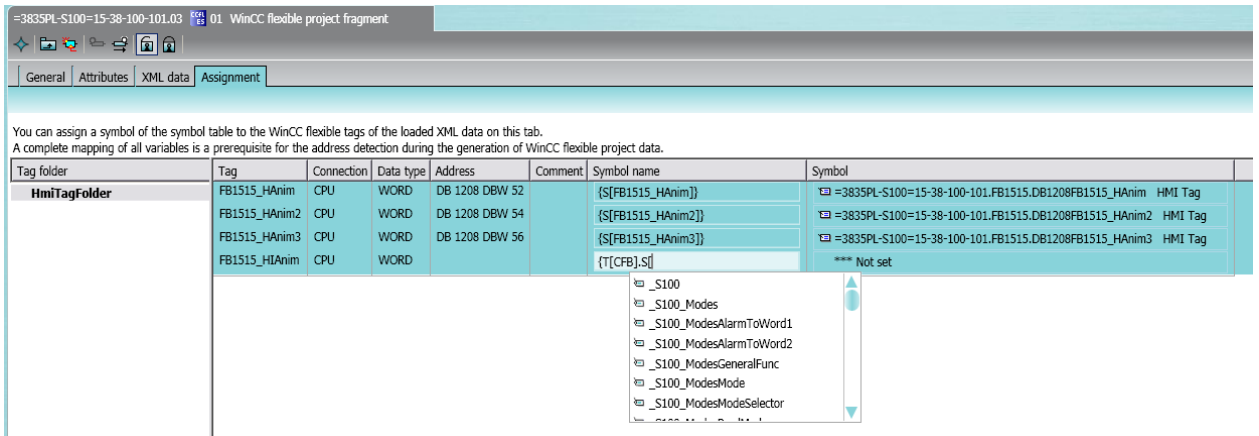 =3835PL-S100=15-38-100-101.03 CCFL ES 01 WinCC flexible project fragment
General Attributes XML data Assignment
You can assign a symbol of the symbol table to the WinCC flexible tags of the loaded XML data on this tab.
A complete mapping of all variables is a prerequisite for the address detection during the generation of WinCC flexible project data.
Tag folder Tag Connection Data type Address Comment Symbol name Symbol
HmiTagFolder FB1515_HAnim CPU WORD DB 1208 DBW 52 {S[FB1515_HAnim]} =3835PL-S100=15-38-100-101.FB1515.DB1208FB1515_HAnim HMI Tag
FB1515_HAnim2 CPU WORD DB 1208 DBW 54 {S[FB1515_HAnim2]} =3835PL-S100=15-38-100-101.FB1515.DB1208FB1515_HAnim2 HMI Tag
FB1515_HAnim3 CPU WORD DB 1208 DBW 56 {S[FB1515_HAnim3]} =3835PL-S100=15-38-100-101.FB1515.DB1208FB1515_HAnim3 HMI Tag
FB1515_HIAnim CPU WORD {T[CFB].S[ *** Not set
_S100
_S100_Modes
_S100_ModesAlarmToWord1
_S100_ModesAlarmToWord2
_S100_ModesGeneralFunc
_S100_ModesMode
_S100_ModesModeSelector